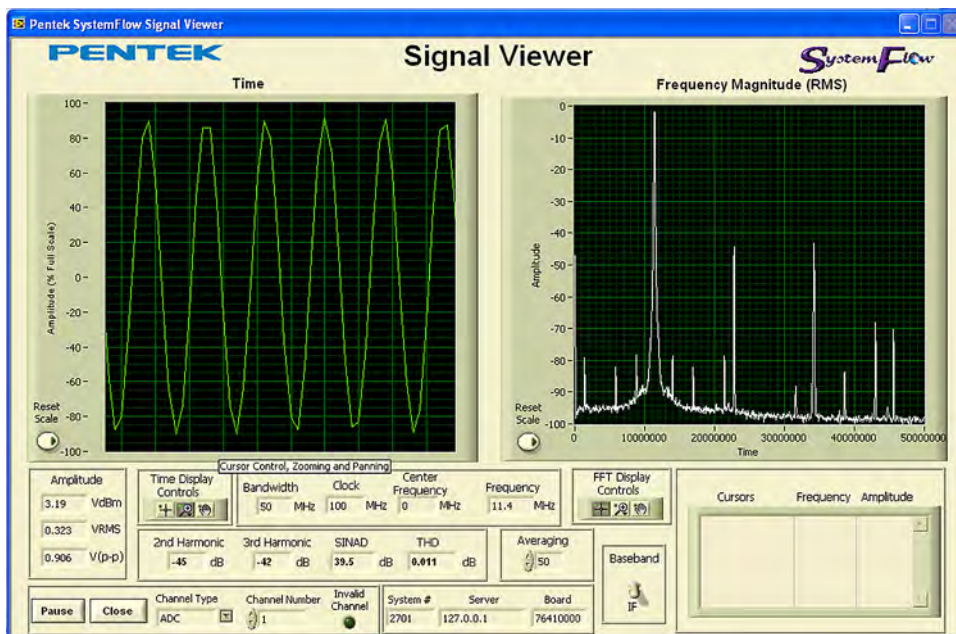 Pentek SystemFlow Signal Viewer
PENTEK
Signal Viewer
SystemFlow
Time
Amplitude (% Full Scale)
100
80
60
40
20
0
-20
-40
-60
-80
-100
Reset Scale
Frequency Magnitude (RMS)
Amplitude
0
-10
-20
-30
-40
-50
-60
-70
-80
-90
-100
0 10000000 20000000 30000000 40000000 50000000
Time
Reset Scale
Cursor Control, Zooming and Panning
Amplitude
3.19 VdBm
0.323 VRMS
0.906 V(p-p)
Time Display Controls
Bandwidth
50 MHz
Clock
100 MHz
Center Frequency
0 MHz
Frequency
11.4 MHz
FFT Display Controls
Cursors Frequency Amplitude
2nd Harmonic
-45 dB
3rd Harmonic
-42 dB
SINAD
39.5 dB
THD
0.011 dB
Averaging
50
Baseband
IF
Pause
Close
Channel Type
ADC
Channel Number
1
Invalid Channel
System #
2701
Server
127.0.0.1
Board
76410000